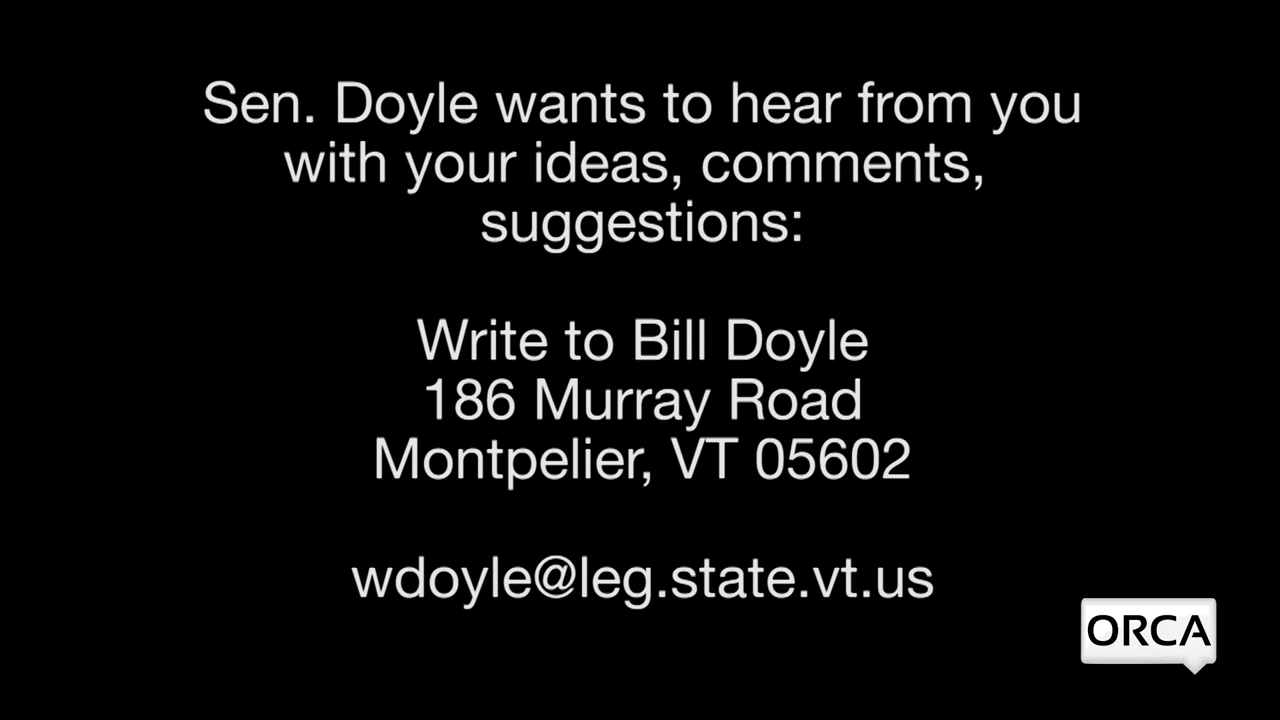 Sen. Doyle wants to hear from you
with your ideas, comments,
suggestions:
Write to Bill Doyle
186 Murray Road
Montpelier, VT 05602
wdoyle@leg.state.vt.us
ORCA